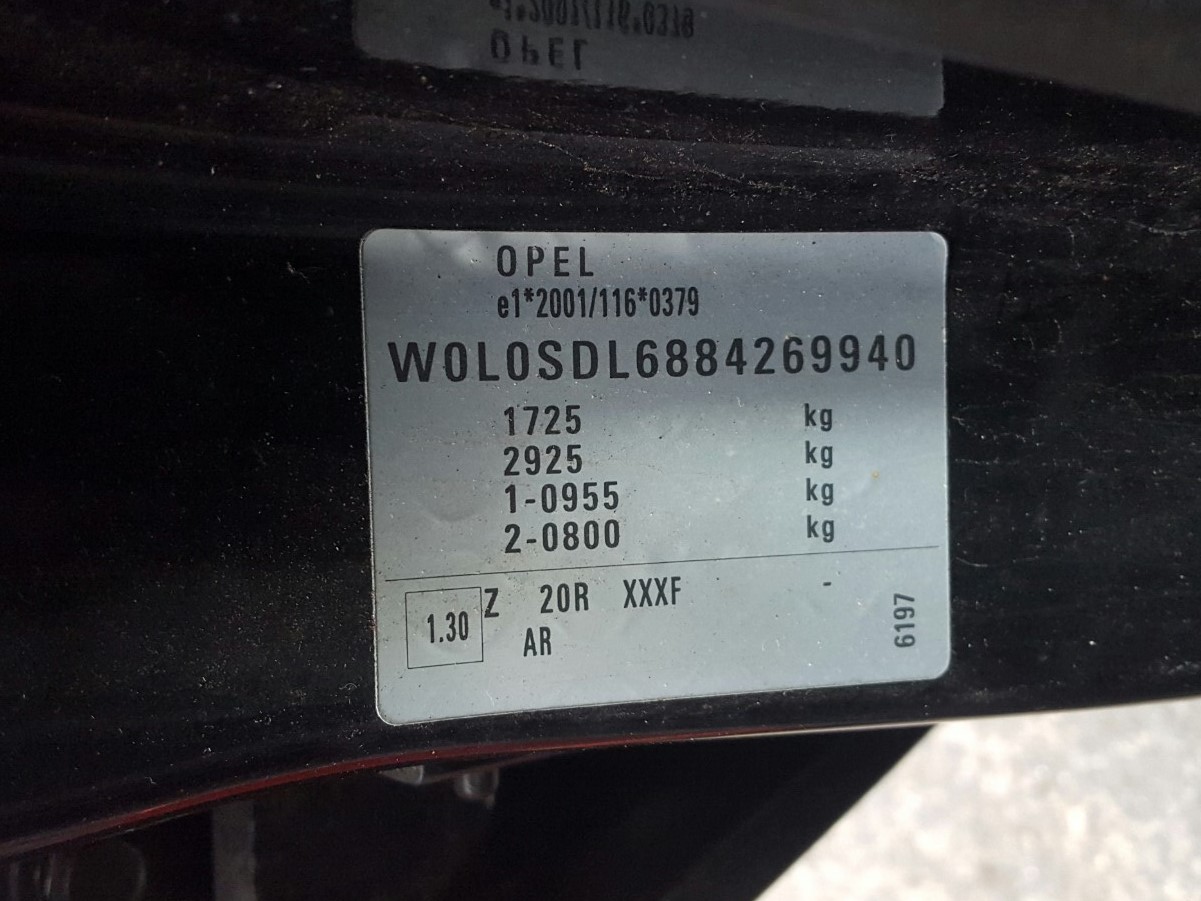 OPEL
e1*2001/116*0379
W0L0SDL6884269940
1725 kg
2925 kg
1-0955 kg
2-0800 kg
1.30 Z 20R XXXF -
AR
6197